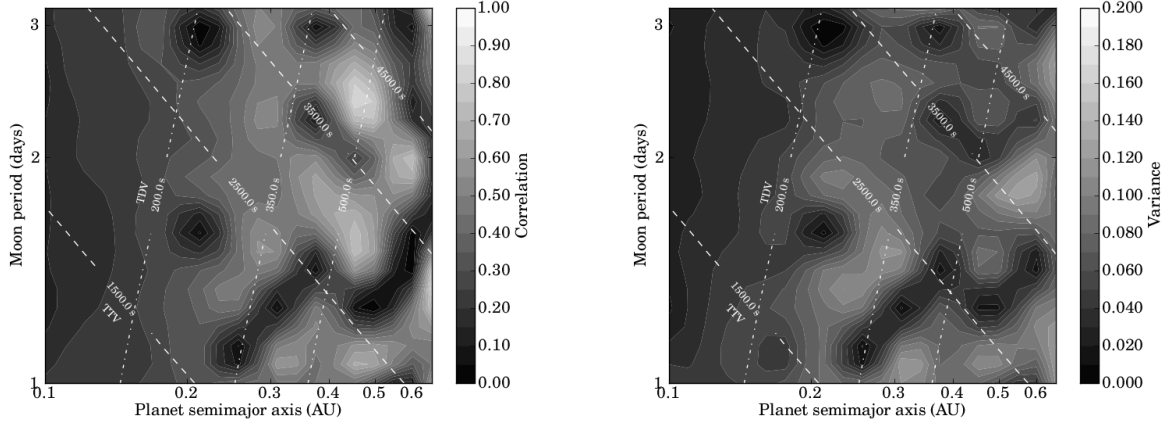 3
2
1
0.1
0.2
0.3
0.4
0.5
0.6
Moon period (days)
Planet semimajor axis (AU)
TDV
200.0 s
350.0 s
500.0 s
1500.0 s
TTV
2500.0 s
3500.0 s
4500.0 s
1.00
0.90
0.80
0.70
0.60
0.50
0.40
0.30
0.20
0.10
0.00
Correlation
3
2
1
0.1
0.2
0.3
0.4
0.5
0.6
Moon period (days)
Planet semimajor axis (AU)
TDV
200.0 s
350.0 s
500.0 s
1500.0 s
TTV
2500.0 s
3500.0 s
4500.0 s
0.200
0.180
0.160
0.140
0.120
0.100
0.080
0.060
0.040
0.020
0.000
Variance